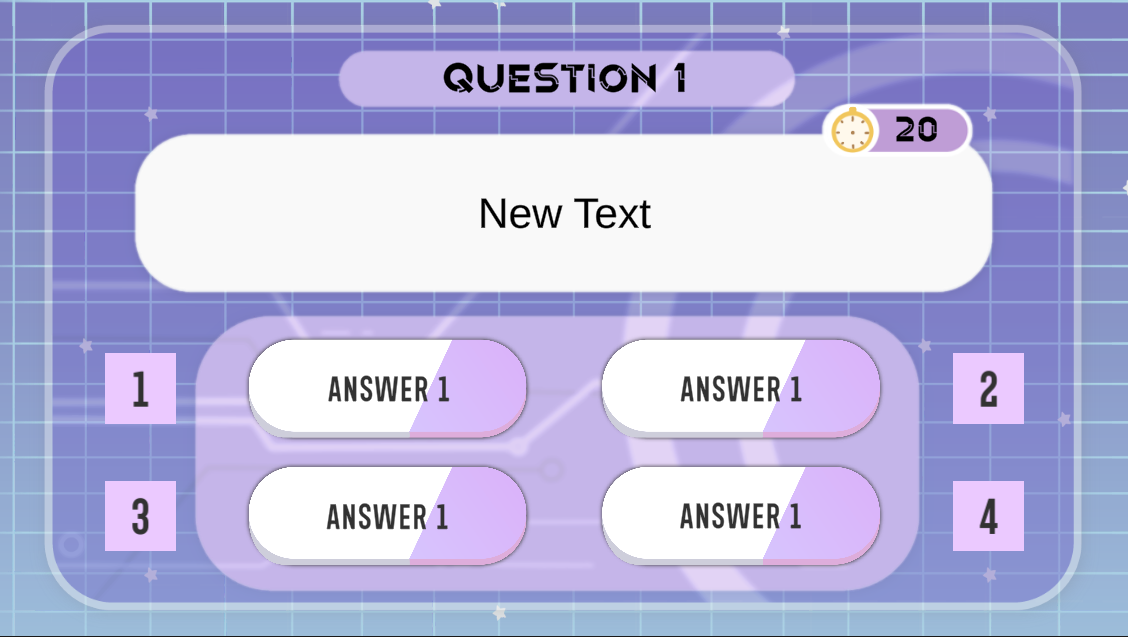 QUESTION 1
20
New Text
1 ANSWER 1 ANSWER 1 2
3 ANSWER 1 ANSWER 1 4